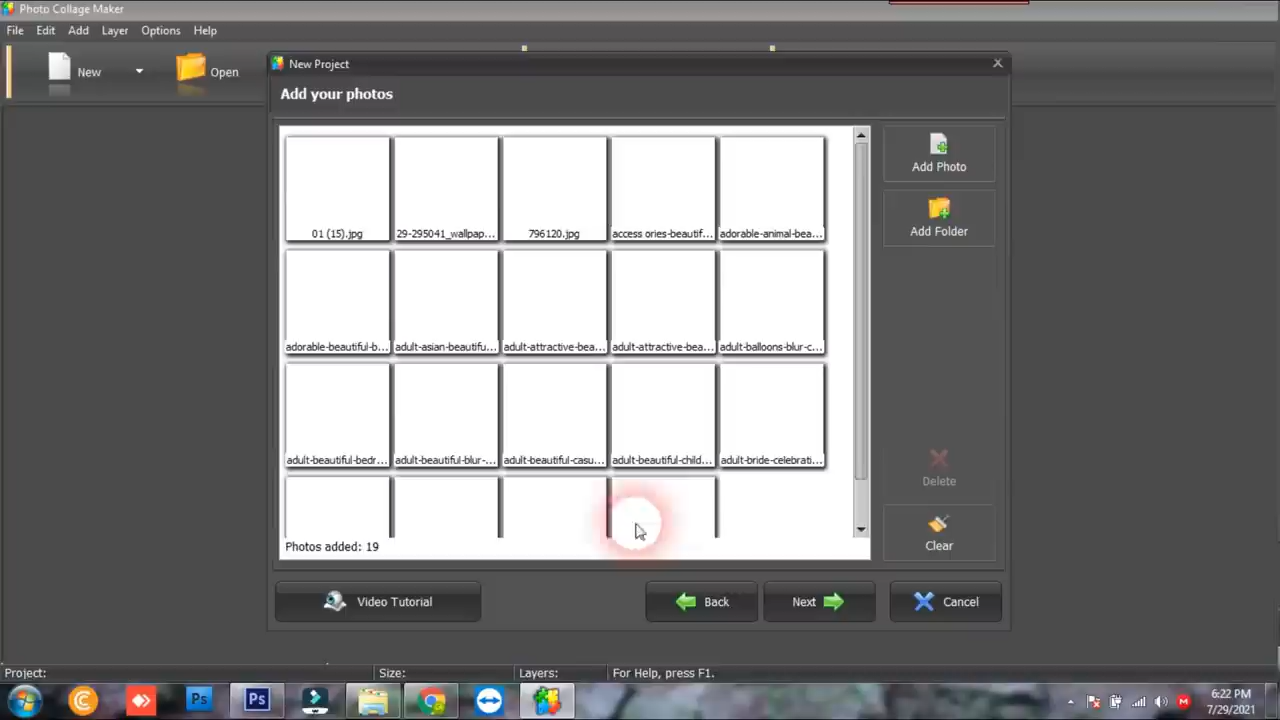 Photo Collage Maker
File Edit Add Layer Options Help
New Open
New Project
Add your photos
01 (15).jpg 29-295041_wallpap... 796120.jpg access ories-beautif... adorable-animal-bea...
adorable-beautiful-b... adult-asian-beautifu... adult-attractive-bea... adult-attractive-bea... adult-balloons-blur-c...
adult-beautiful-bedr... adult-beautiful-blur-... adult-beautiful-casu... adult-beautiful-child... adult-bride-celebrati...
Photos added: 19
Add Photo
Add Folder
Delete
Clear
Video Tutorial Back Next Cancel
Project: Size: Layers: For Help, press F1.
Ps Ps
6:22 PM
7/29/2021